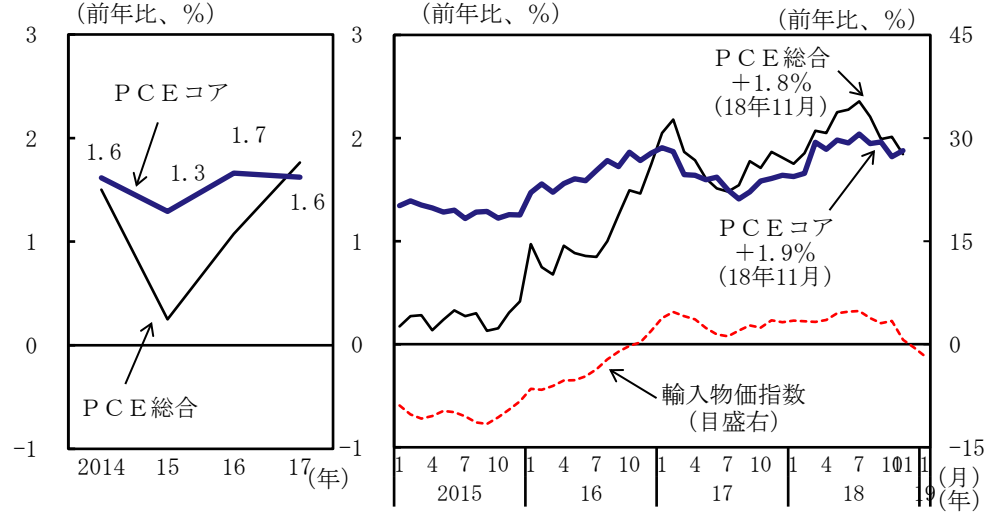 （前年比、％）
3
2
1
0
-1
ＰＣＥコア
1.6
1.3
1.7
1.6
ＰＣＥ総合
2014
15
16
17
（年）
（前年比、％）
（前年比、％）
3
2
1
0
-1
45
30
15
0
-15
ＰＣＥ総合
＋1.8％
（18年11月）
ＰＣＥコア
＋1.9％
（18年11月）
輸入物価指数
（目盛右）
1 4 7 10 1 4 7 10 1 4 7 10 1 4 7 10 11 1 （月）
2015 16 17 18 19 （年）